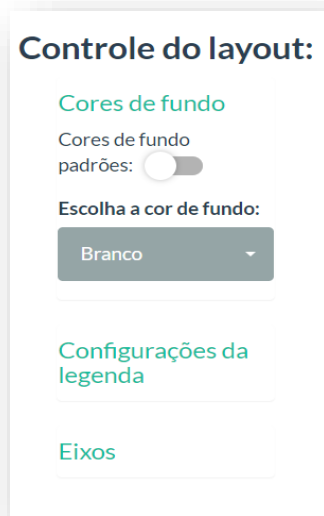 Controle do layout:
Cores de fundo
Cores de fundo
padrões:
Escolha a cor de fundo:
Branco
Configurações da
legenda
Eixos